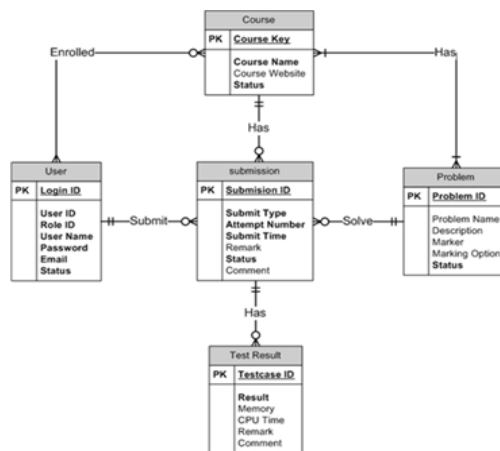 Course
PK Course Key
Course Name
Course Website
Status
Enrolled
Has
Has
User
PK Login ID
User ID
Role ID
User Name
Password
Email
Status
Submit
submission
PK Submision ID
Submit Type
Attempt Number
Submit Time
Remark
Status
Comment
Solve
Problem
PK Problem ID
Problem Name
Description
Marker
Marking Option
Status
Has
Test Result
PK Testcase ID
Result
Memory
CPU Time
Remark
Comment